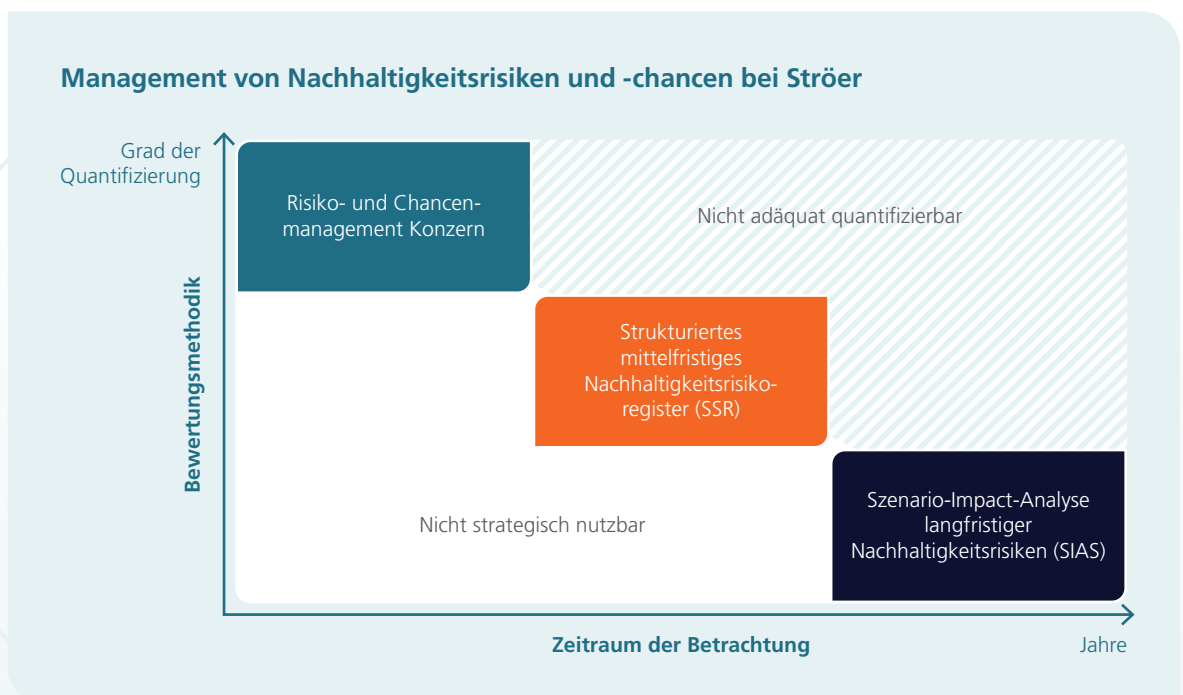 Management von Nachhaltigkeitsrisiken und -chancen bei Ströer
Grad der
Quantifizierung
Risiko- und Chancen-
management Konzern
Nicht adäquat quantifizierbar
Bewertungsmethodik
Strukturiertes
mittelfristiges
Nachhaltigkeitsrisiko-
register (SSR)
Nicht strategisch nutzbar
Szenario-Impact-Analyse
langfristiger
Nachhaltigkeitsrisiken (SIAS)
Zeitraum der Betrachtung
Jahre